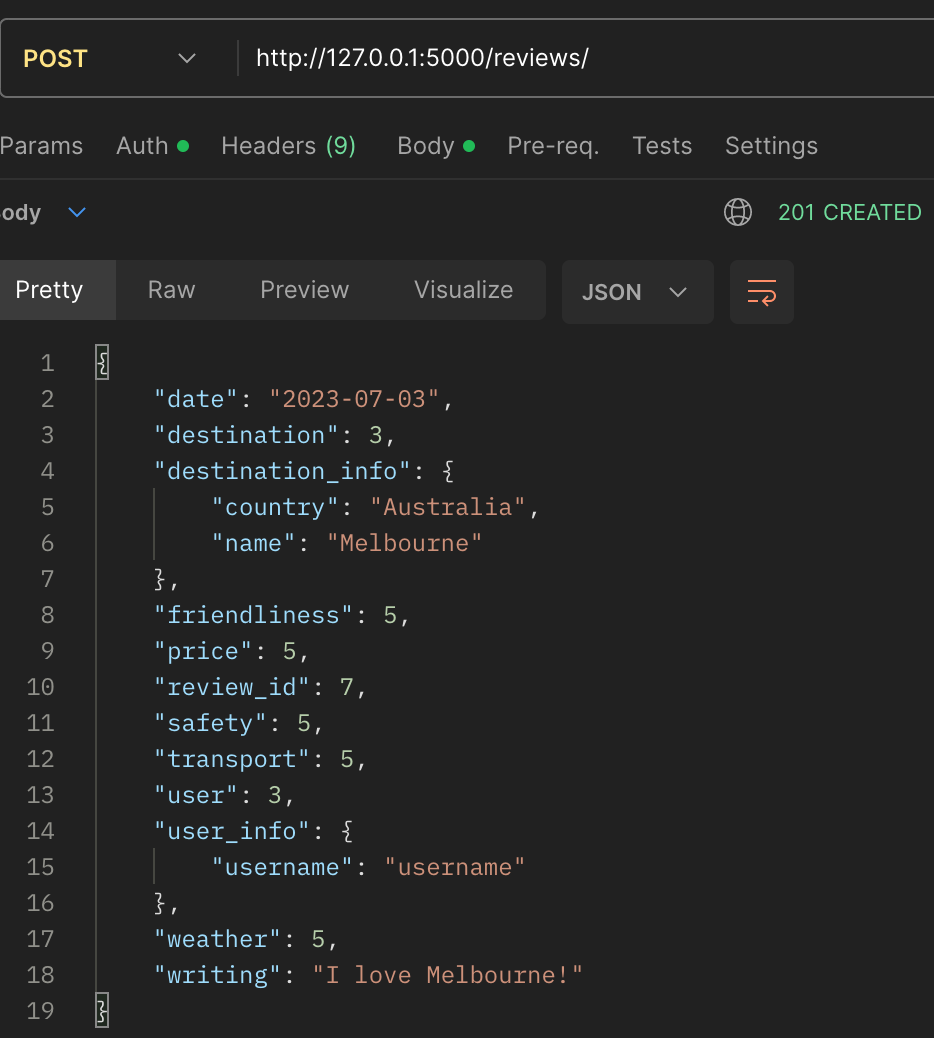 POST http://127.0.0.1:5000/reviews/
Params Auth Headers (9) Body Pre-req. Tests Settings
ody 201 CREATED
Pretty Raw Preview Visualize JSON
1 {
2 "date": "2023-07-03",
3 "destination": 3,
4 "destination_info": {
5 "country": "Australia",
6 "name": "Melbourne"
7 },
8 "friendliness": 5,
9 "price": 5,
10 "review_id": 7,
11 "safety": 5,
12 "transport": 5,
13 "user": 3,
14 "user_info": {
15 "username": "username"
16 },
17 "weather": 5,
18 "writing": "I love Melbourne!"
19 }